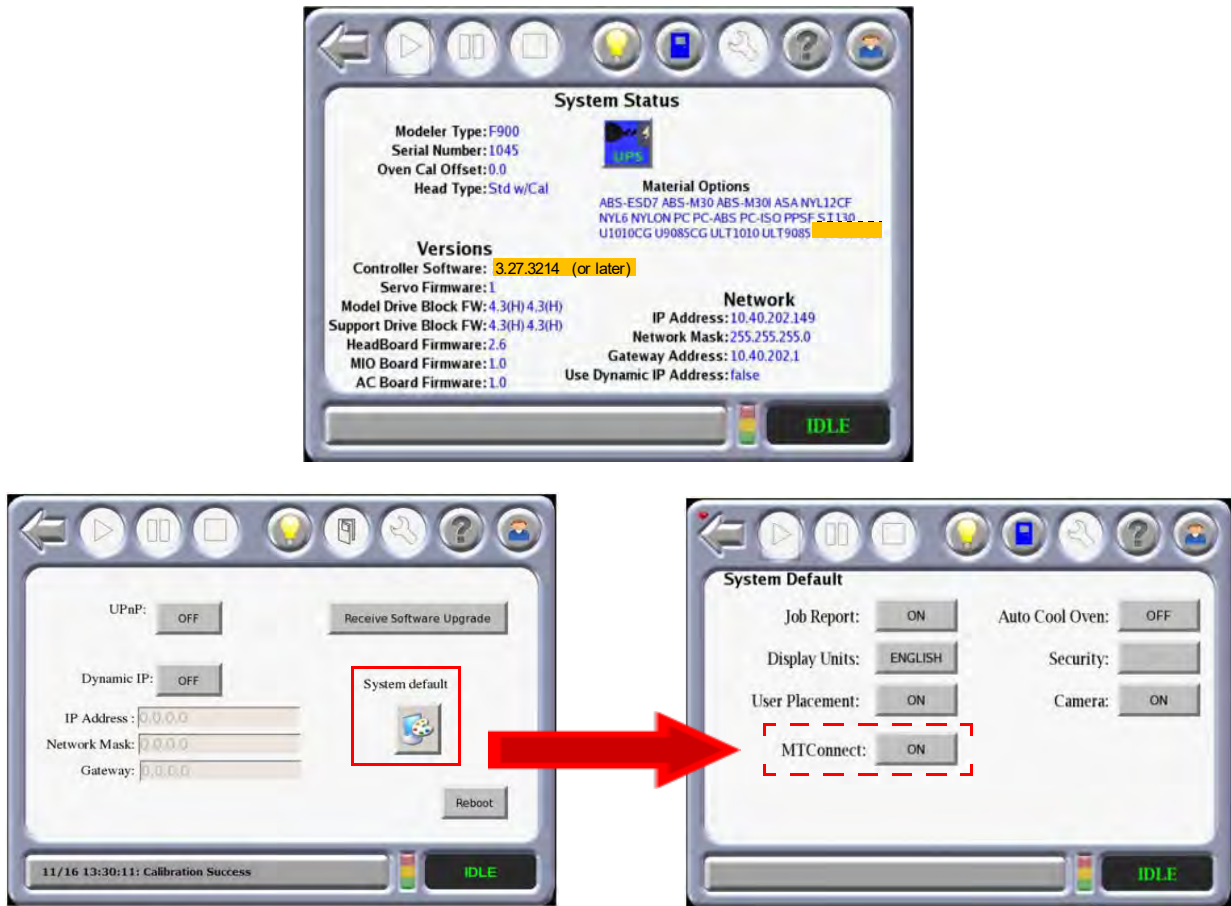 System Status
Modeler Type: F900
Serial Number: 1045
Oven Cal Offset: 0.0
Head Type: Std w/Cal
UPS
Material Options
ABS-ESD7 ABS-M30 ABS-M30I ASA NYL12CF
NYL6 NYLON PC PC-ABS PC-ISO PPSF ST130
U1010CG U9085CG ULT1010 ULT9085
Versions
Controller Software: 3.27.3214 (or later)
Servo Firmware: 1
Model Drive Block FW: 4.3(H) 4.3(H)
Support Drive Block FW: 4.3(H) 4.3(H)
HeadBoard Firmware: 2.6
MIO Board Firmware: 1.0
AC Board Firmware: 1.0
Network
IP Address: 10.40.202.149
Network Mask: 255.255.255.0
Gateway Address: 10.40.202.1
Use Dynamic IP Address: false
IDLE
UPnP: OFF
Receive Software Upgrade
Dynamic IP: OFF
System default
IP Address : 0.0.0.0
Network Mask: 0.0.0.0
Gateway: 0.0.0.0
Reboot
11/16 13:30:11: Calibration Success
IDLE
System Default
Job Report: ON
Auto Cool Oven: OFF
Display Units: ENGLISH
Security:
User Placement: ON
Camera: ON
MTConnect: ON
IDLE